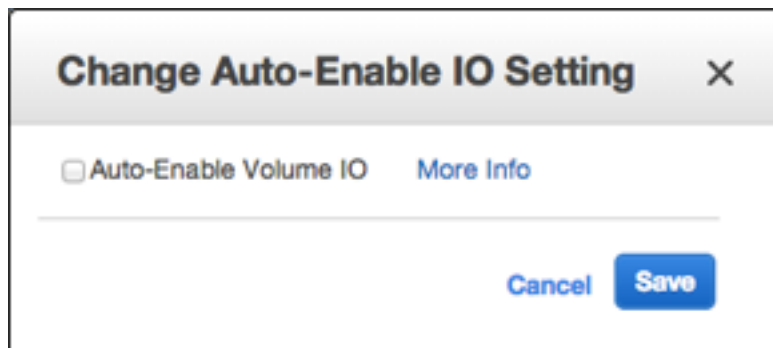 Change Auto-Enable IO Setting
Auto-Enable Volume IO More Info
Cancel Save